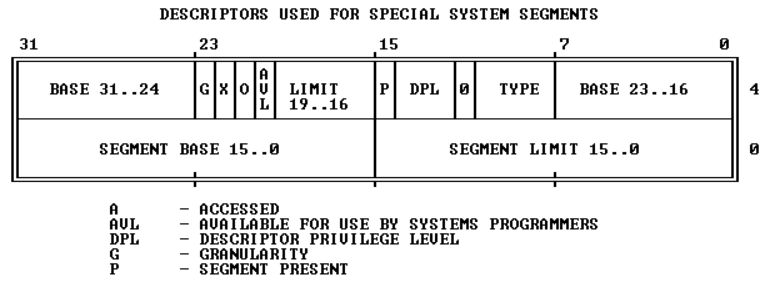 DESCRIPTORS USED FOR SPECIAL SYSTEM SEGMENTS
31 23 15 7 0
BASE 31..24 G X O AVL LIMIT 19..16 P DPL 0 TYPE BASE 23..16 4
SEGMENT BASE 15..0 SEGMENT LIMIT 15..0 0
A - ACCESSED
AVL - AVAILABLE FOR USE BY SYSTEMS PROGRAMMERS
DPL - DESCRIPTOR PRIVILEGE LEVEL
G - GRANULARITY
P - SEGMENT PRESENT